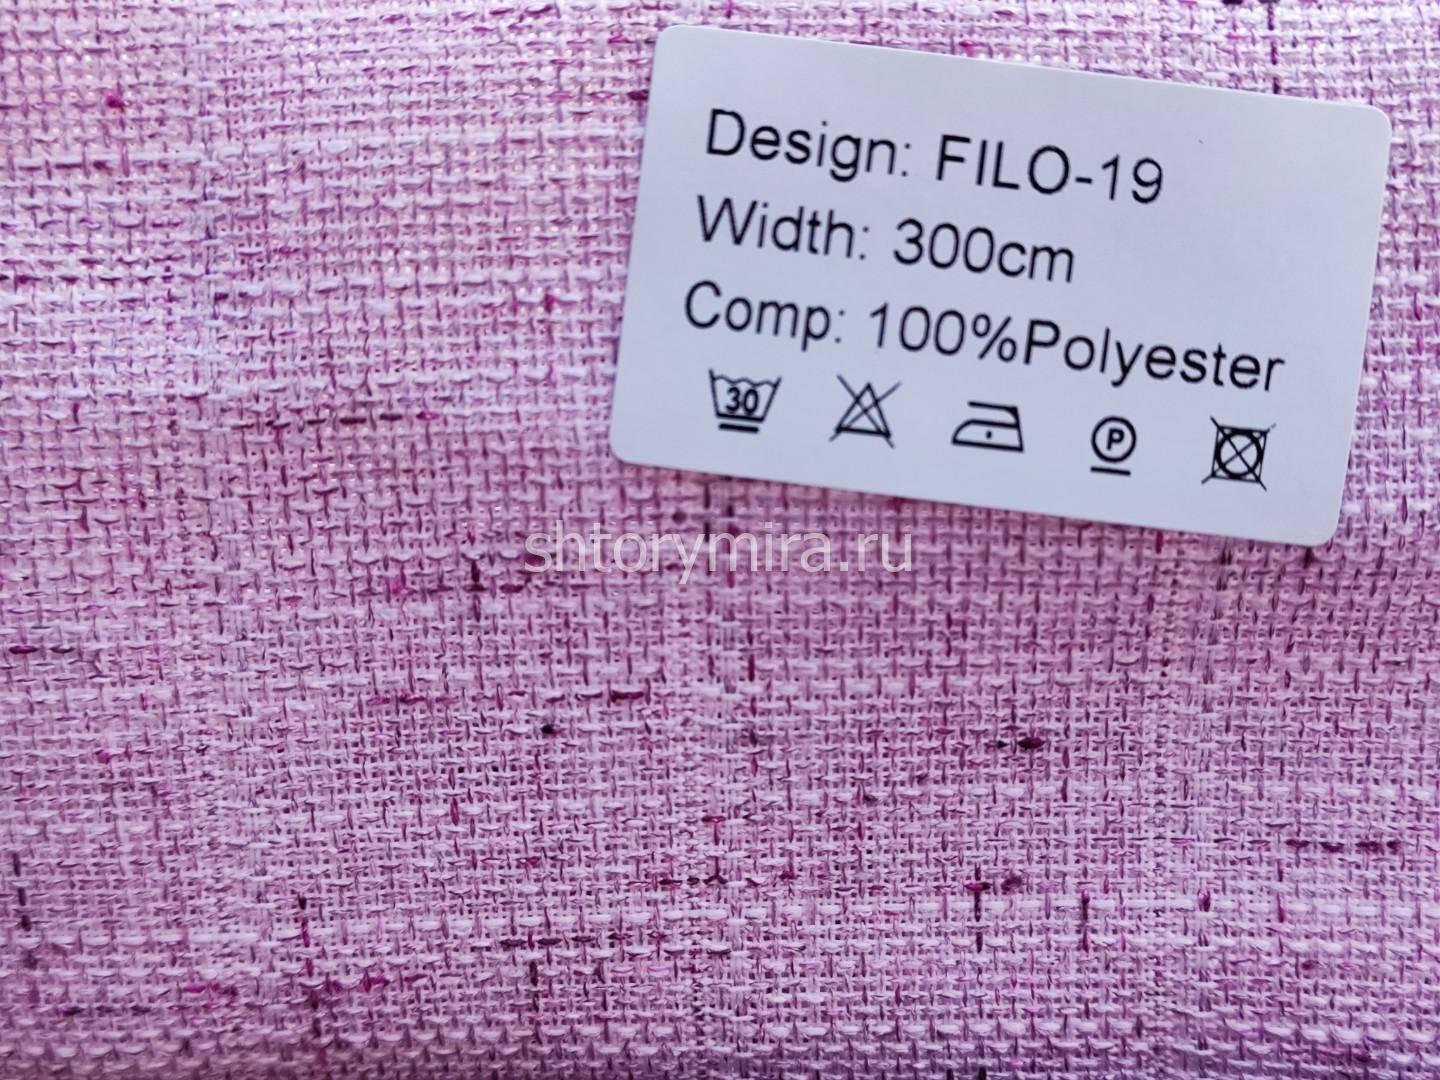 Design: FILO-19
Width: 300cm
Comp: 100%Polyester
30
P
shtorymira.ru